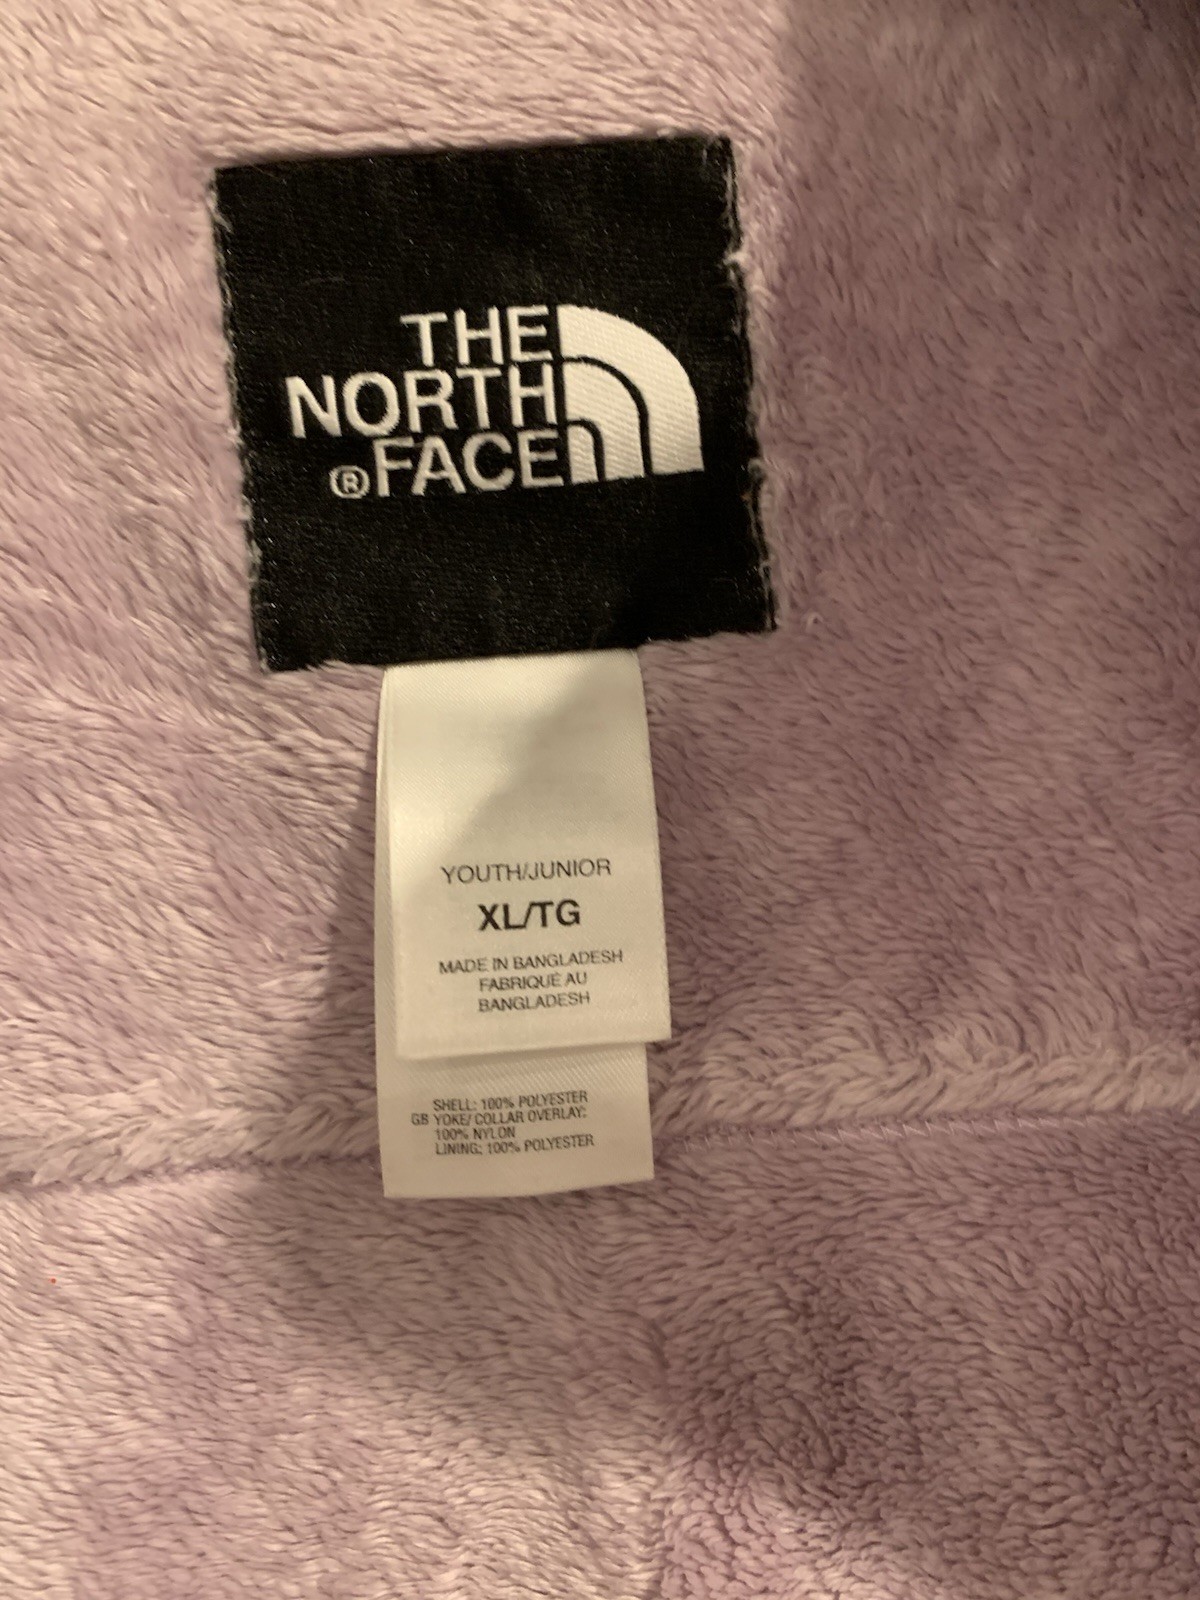 THE
NORTH
®FACE
YOUTH/JUNIOR
XL/TG
MADE IN BANGLADESH
FABRIQUÉ AU
BANGLADESH
SHELL: 100% POLYESTER
GB YOKE/ COLLAR OVERLAY:
100% NYLON
LINING: 100% POLYESTER